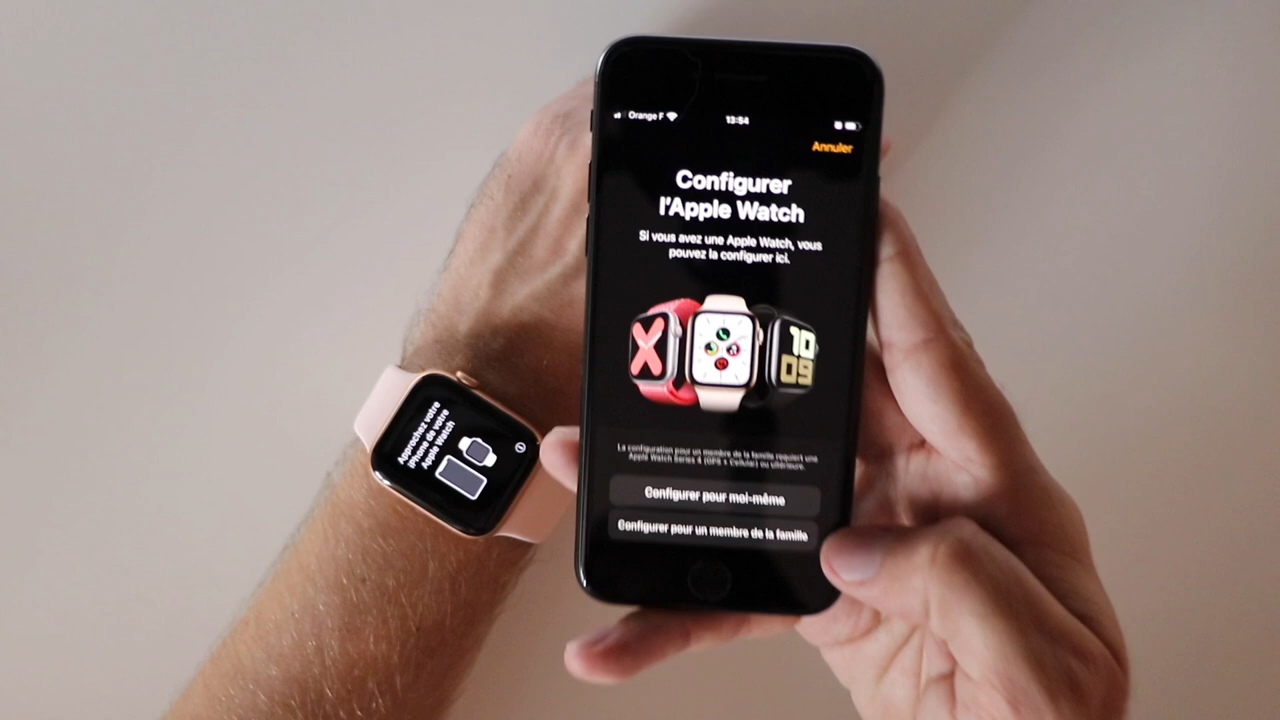 Orange F
13:54
Annuler
Configurer
l'Apple Watch
Si vous avez une Apple Watch, vous
pouvez la configurer ici.
10
09
La configuration pour un membre de la famille requiert une
Apple Watch Series 4 (GPS + Cellular) ou ultérieure.
Configurer pour moi-même
Configurer pour un membre de la famille
Approchez votre
iPhone de votre
Apple Watch